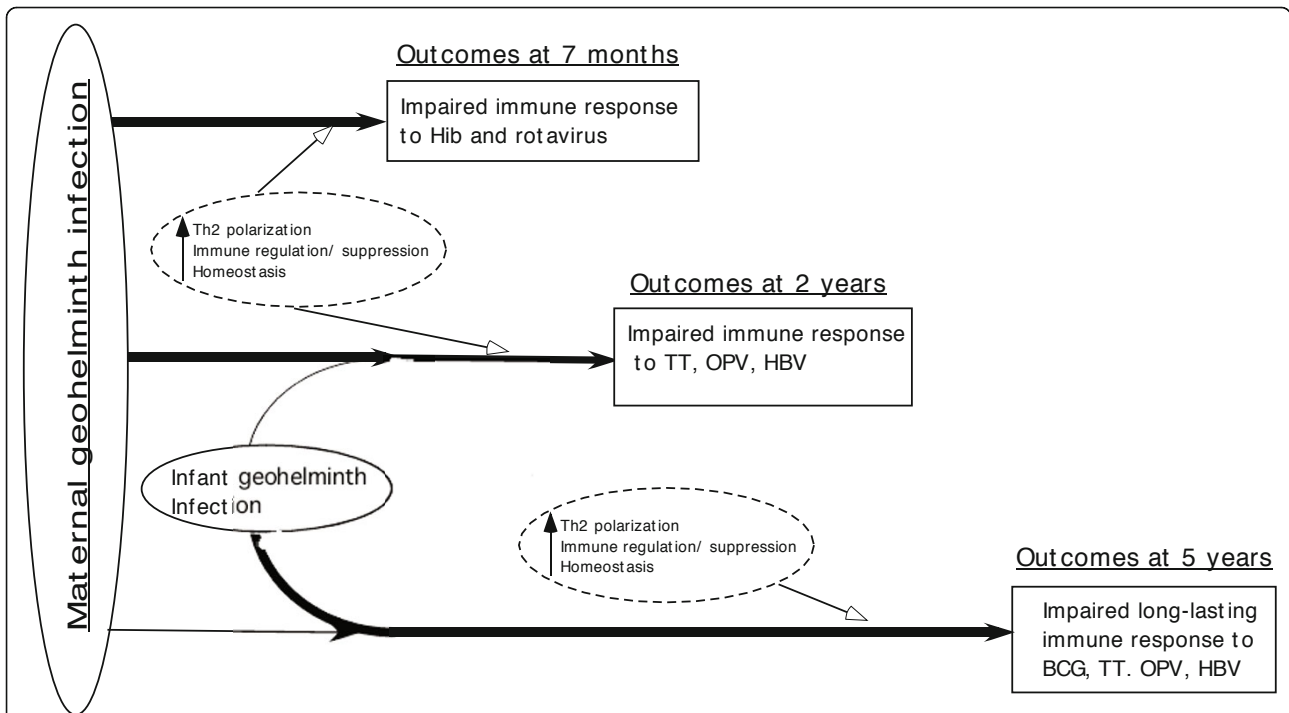 Maternal geohelminth infection
Outcomes at 7 months
Impaired immune response
to Hib and rotavirus
Th2 polarization
Immune regulation/ suppression
Homeostasis
Outcomes at 2 years
Impaired immune response
to TT, OPV, HBV
Infant geohelminth
Infection
Th2 polarization
Immune regulation/ suppression
Homeostasis
Outcomes at 5 years
Impaired long-lasting
immune response to
BCG, TT. OPV, HBV